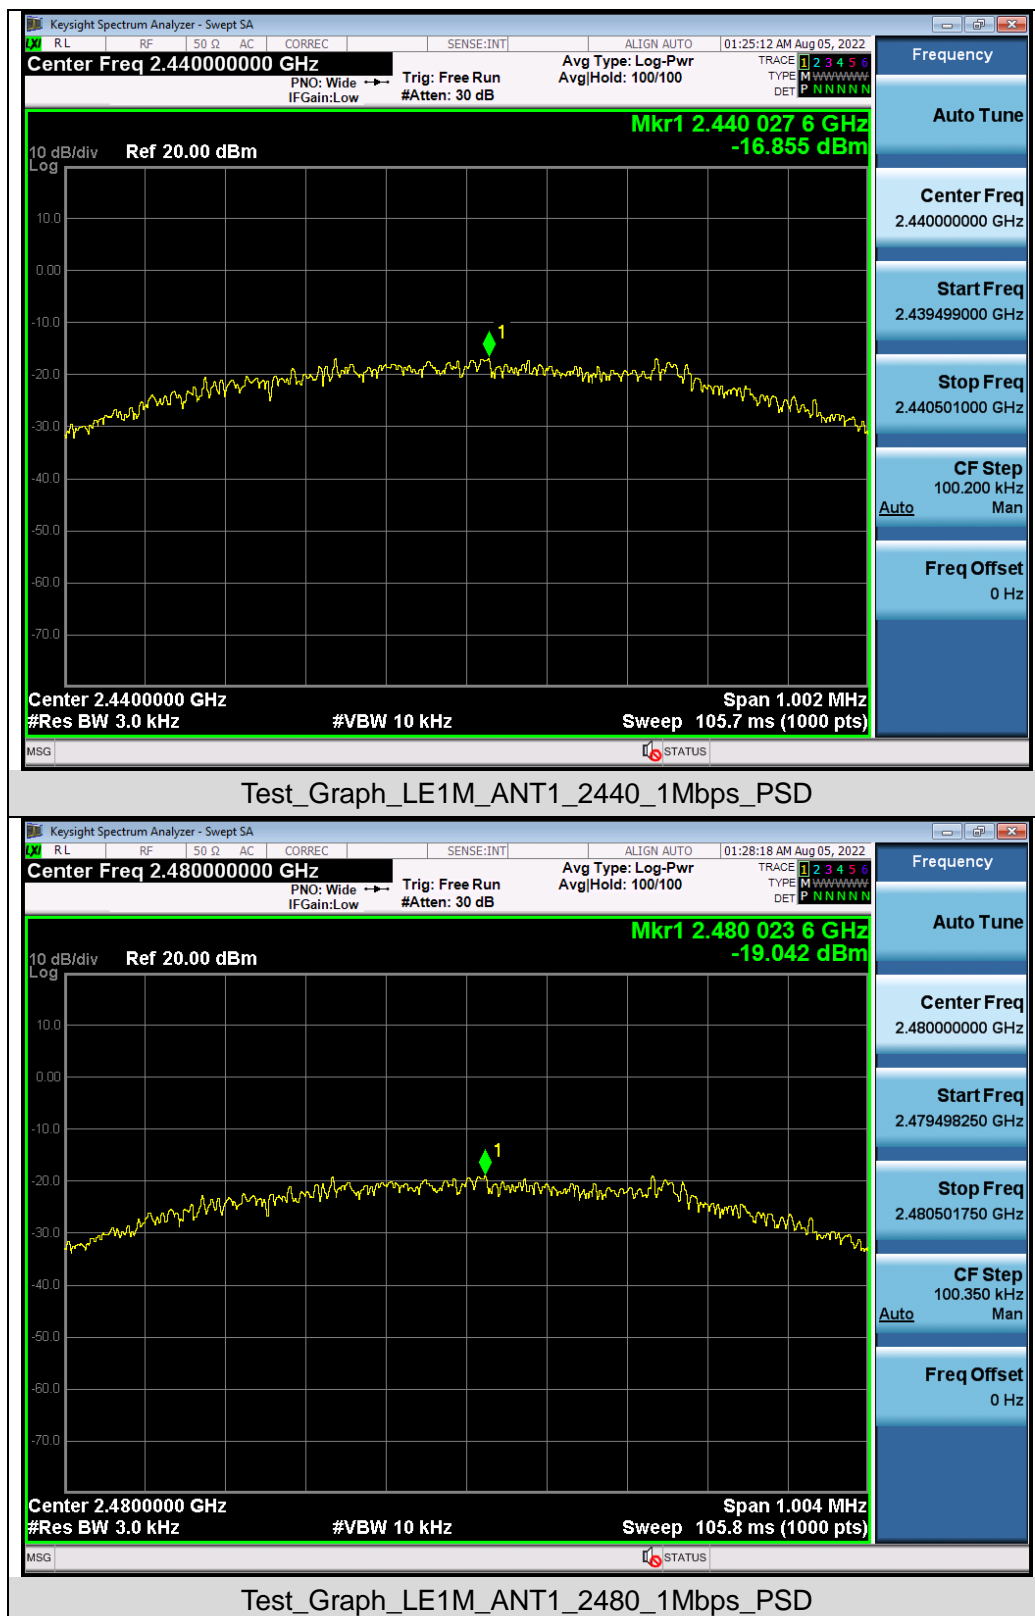 Keysight Spectrum Analyzer - Swept SA
LXI RL RF 50 Ω AC CORREC SENSE:INT ALIGN AUTO 01:25:12 AM Aug 05, 2022
Center Freq 2.440000000 GHz
PNO: Wide
IFGain:Low
Trig: Free Run
#Atten: 30 dB
Avg Type: Log-Pwr
Avg|Hold: 100/100
TRACE 1 2 3 4 5 6
TYPE M WWWWW
DET P N N N N N
Mkr1 2.440 027 6 GHz
-16.855 dBm
10 dB/div Ref 20.00 dBm
Log
10.0
0.00
-10.0
1
-20.0
-30.0
-40.0
-50.0
-60.0
-70.0
Center 2.4400000 GHz Span 1.002 MHz
#Res BW 3.0 kHz #VBW 10 kHz Sweep 105.7 ms (1000 pts)
MSG STATUS
Frequency
Auto Tune
Center Freq
2.440000000 GHz
Start Freq
2.439499000 GHz
Stop Freq
2.440501000 GHz
CF Step
100.200 kHz
Auto Man
Freq Offset
0 Hz
Test_Graph_LE1M_ANT1_2440_1Mbps_PSD
Keysight Spectrum Analyzer - Swept SA
LXI RL RF 50 Ω AC CORREC SENSE:INT ALIGN AUTO 01:28:18 AM Aug 05, 2022
Center Freq 2.480000000 GHz
PNO: Wide
IFGain:Low
Trig: Free Run
#Atten: 30 dB
Avg Type: Log-Pwr
Avg|Hold: 100/100
TRACE 1 2 3 4 5 6
TYPE M WWWWW
DET P N N N N N
Mkr1 2.480 023 6 GHz
-19.042 dBm
10 dB/div Ref 20.00 dBm
Log
10.0
0.00
-10.0
1
-20.0
-30.0
-40.0
-50.0
-60.0
-70.0
Center 2.4800000 GHz Span 1.004 MHz
#Res BW 3.0 kHz #VBW 10 kHz Sweep 105.8 ms (1000 pts)
MSG STATUS
Frequency
Auto Tune
Center Freq
2.480000000 GHz
Start Freq
2.479498250 GHz
Stop Freq
2.480501750 GHz
CF Step
100.350 kHz
Auto Man
Freq Offset
0 Hz
Test_Graph_LE1M_ANT1_2480_1Mbps_PSD